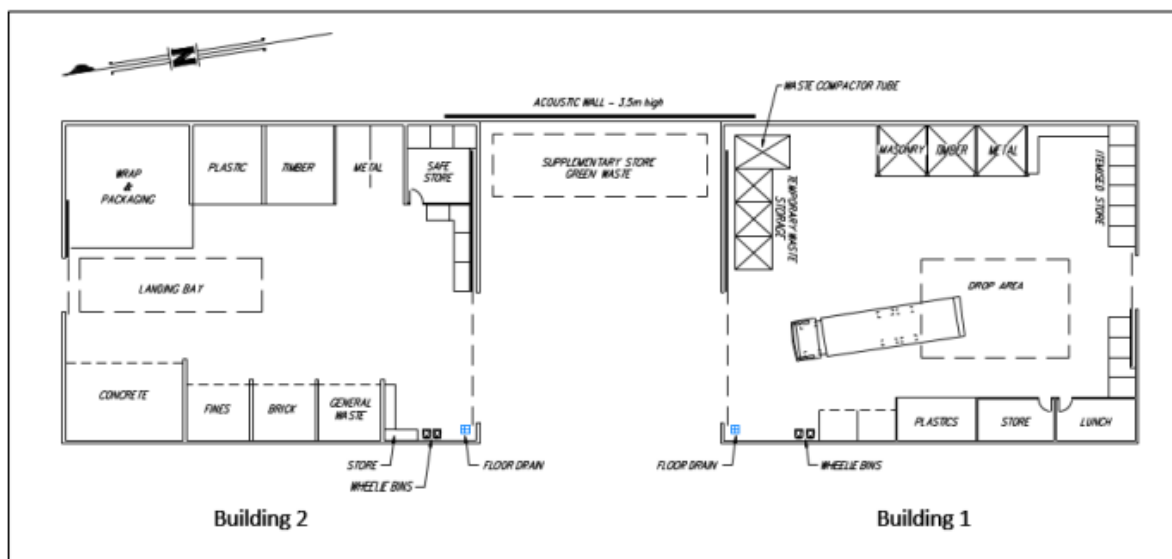 N
ACOUSTIC WALL - 3.5m high
WASTE COMPACTOR TUBE
WRAP
&
PACKAGING
PLASTIC
TIMBER
METAL
SAFE
STORE
SUPPLEMENTARY STORE
GREEN WASTE
TEMPORARY WASTE
STORAGE
MASONRY
TIMBER
METAL
ITEMISED STORE
LANDING BAY
DROP AREA
CONCRETE
FINES
BRICK
GENERAL
WASTE
PLASTICS
STORE
LUNCH
STORE
WHEELIE BINS
FLOOR DRAIN
FLOOR DRAIN
WHEELIE BINS
Building 2
Building 1